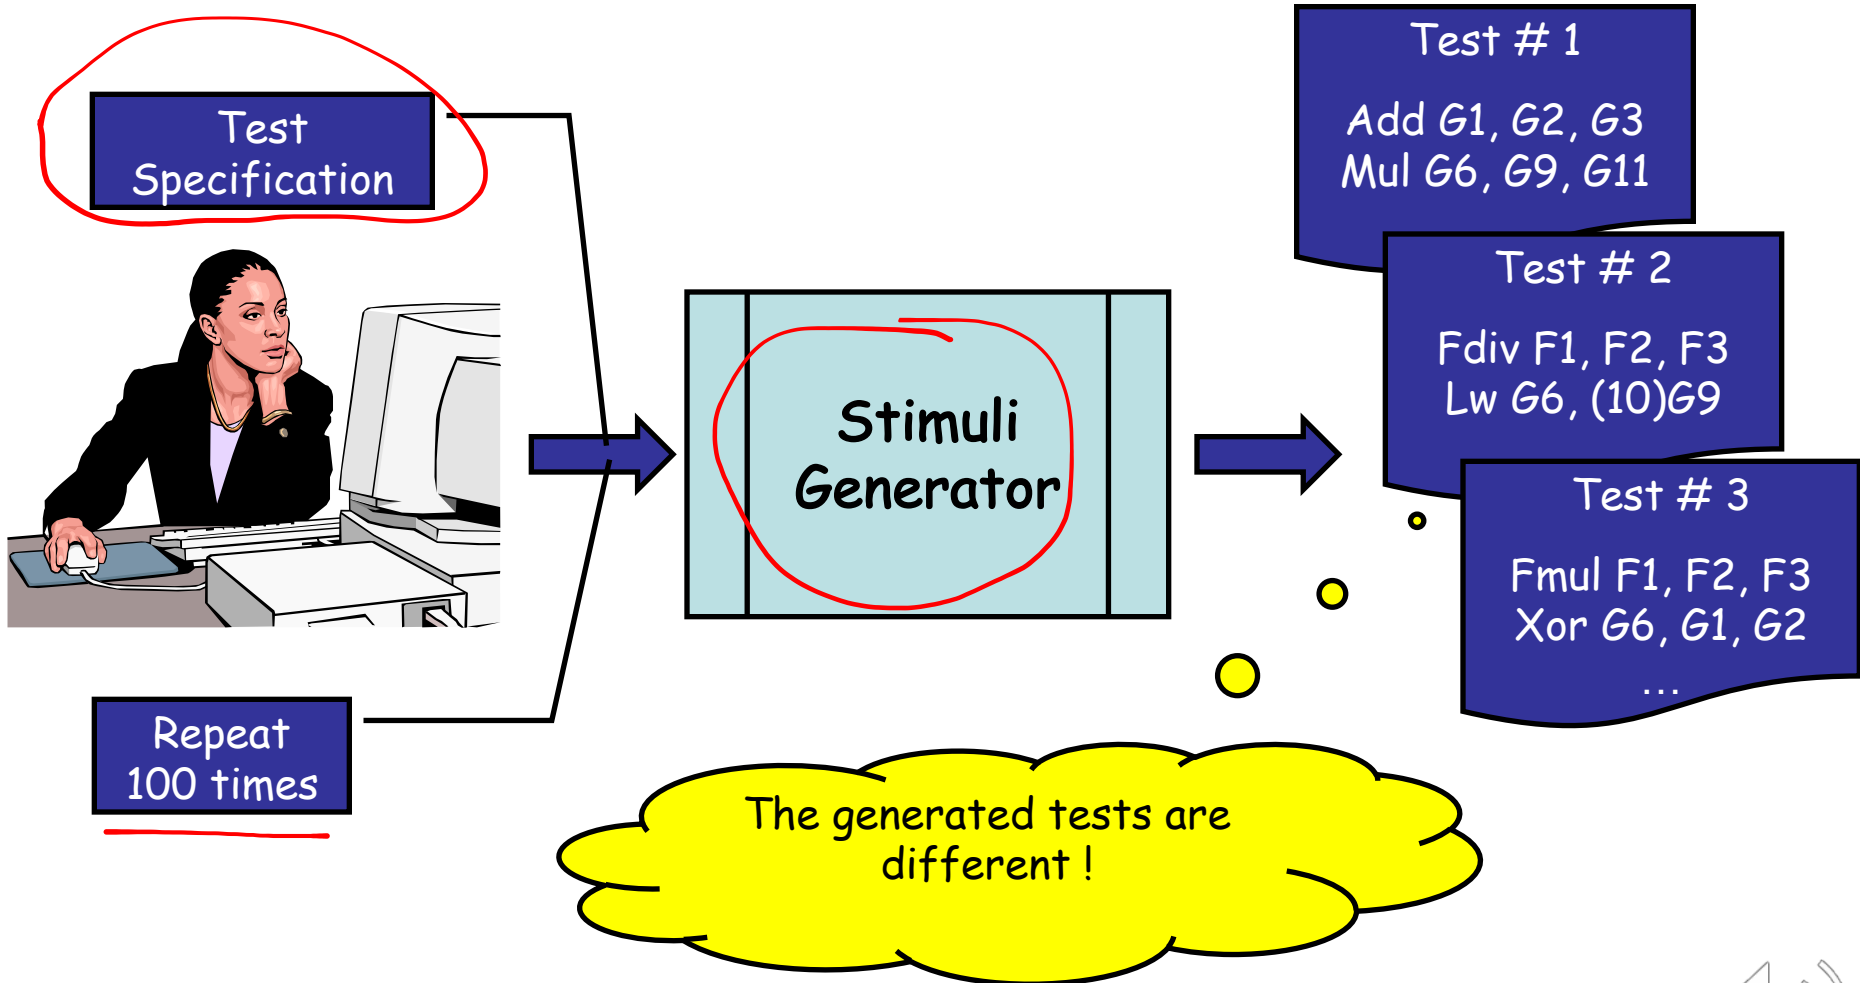 Test
Specification
Repeat
100 times
Stimuli
Generator
Test # 1
Add G1, G2, G3
Mul G6, G9, G11
Test # 2
Fdiv F1, F2, F3
Lw G6, (10)G9
Test # 3
Fmul F1, F2, F3
Xor G6, G1, G2
...
The generated tests are
different !